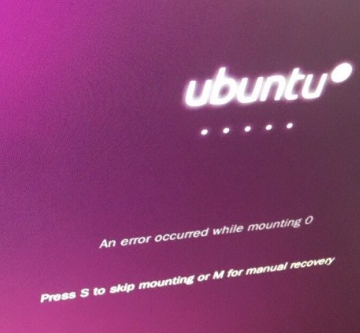 ubuntu
An error occurred while mounting 0
Press S to skip mounting or M for manual recovery